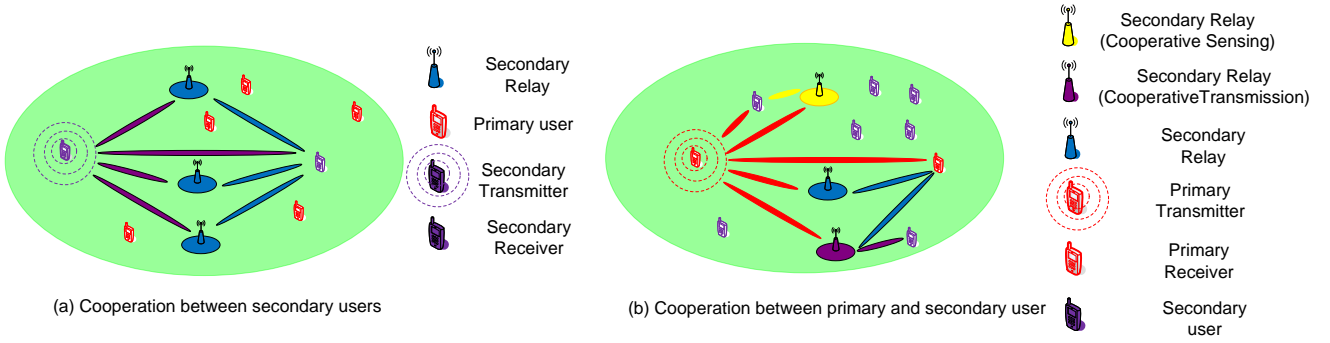 Secondary
Relay
Primary user
Secondary
Transmitter
Secondary
Receiver
(a) Cooperation between secondary users
Secondary Relay
(Cooperative Sensing)
Secondary Relay
(CooperativeTransmission)
Secondary
Relay
Primary
Transmitter
Primary
Receiver
Secondary
user
(b) Cooperation between primary and secondary user